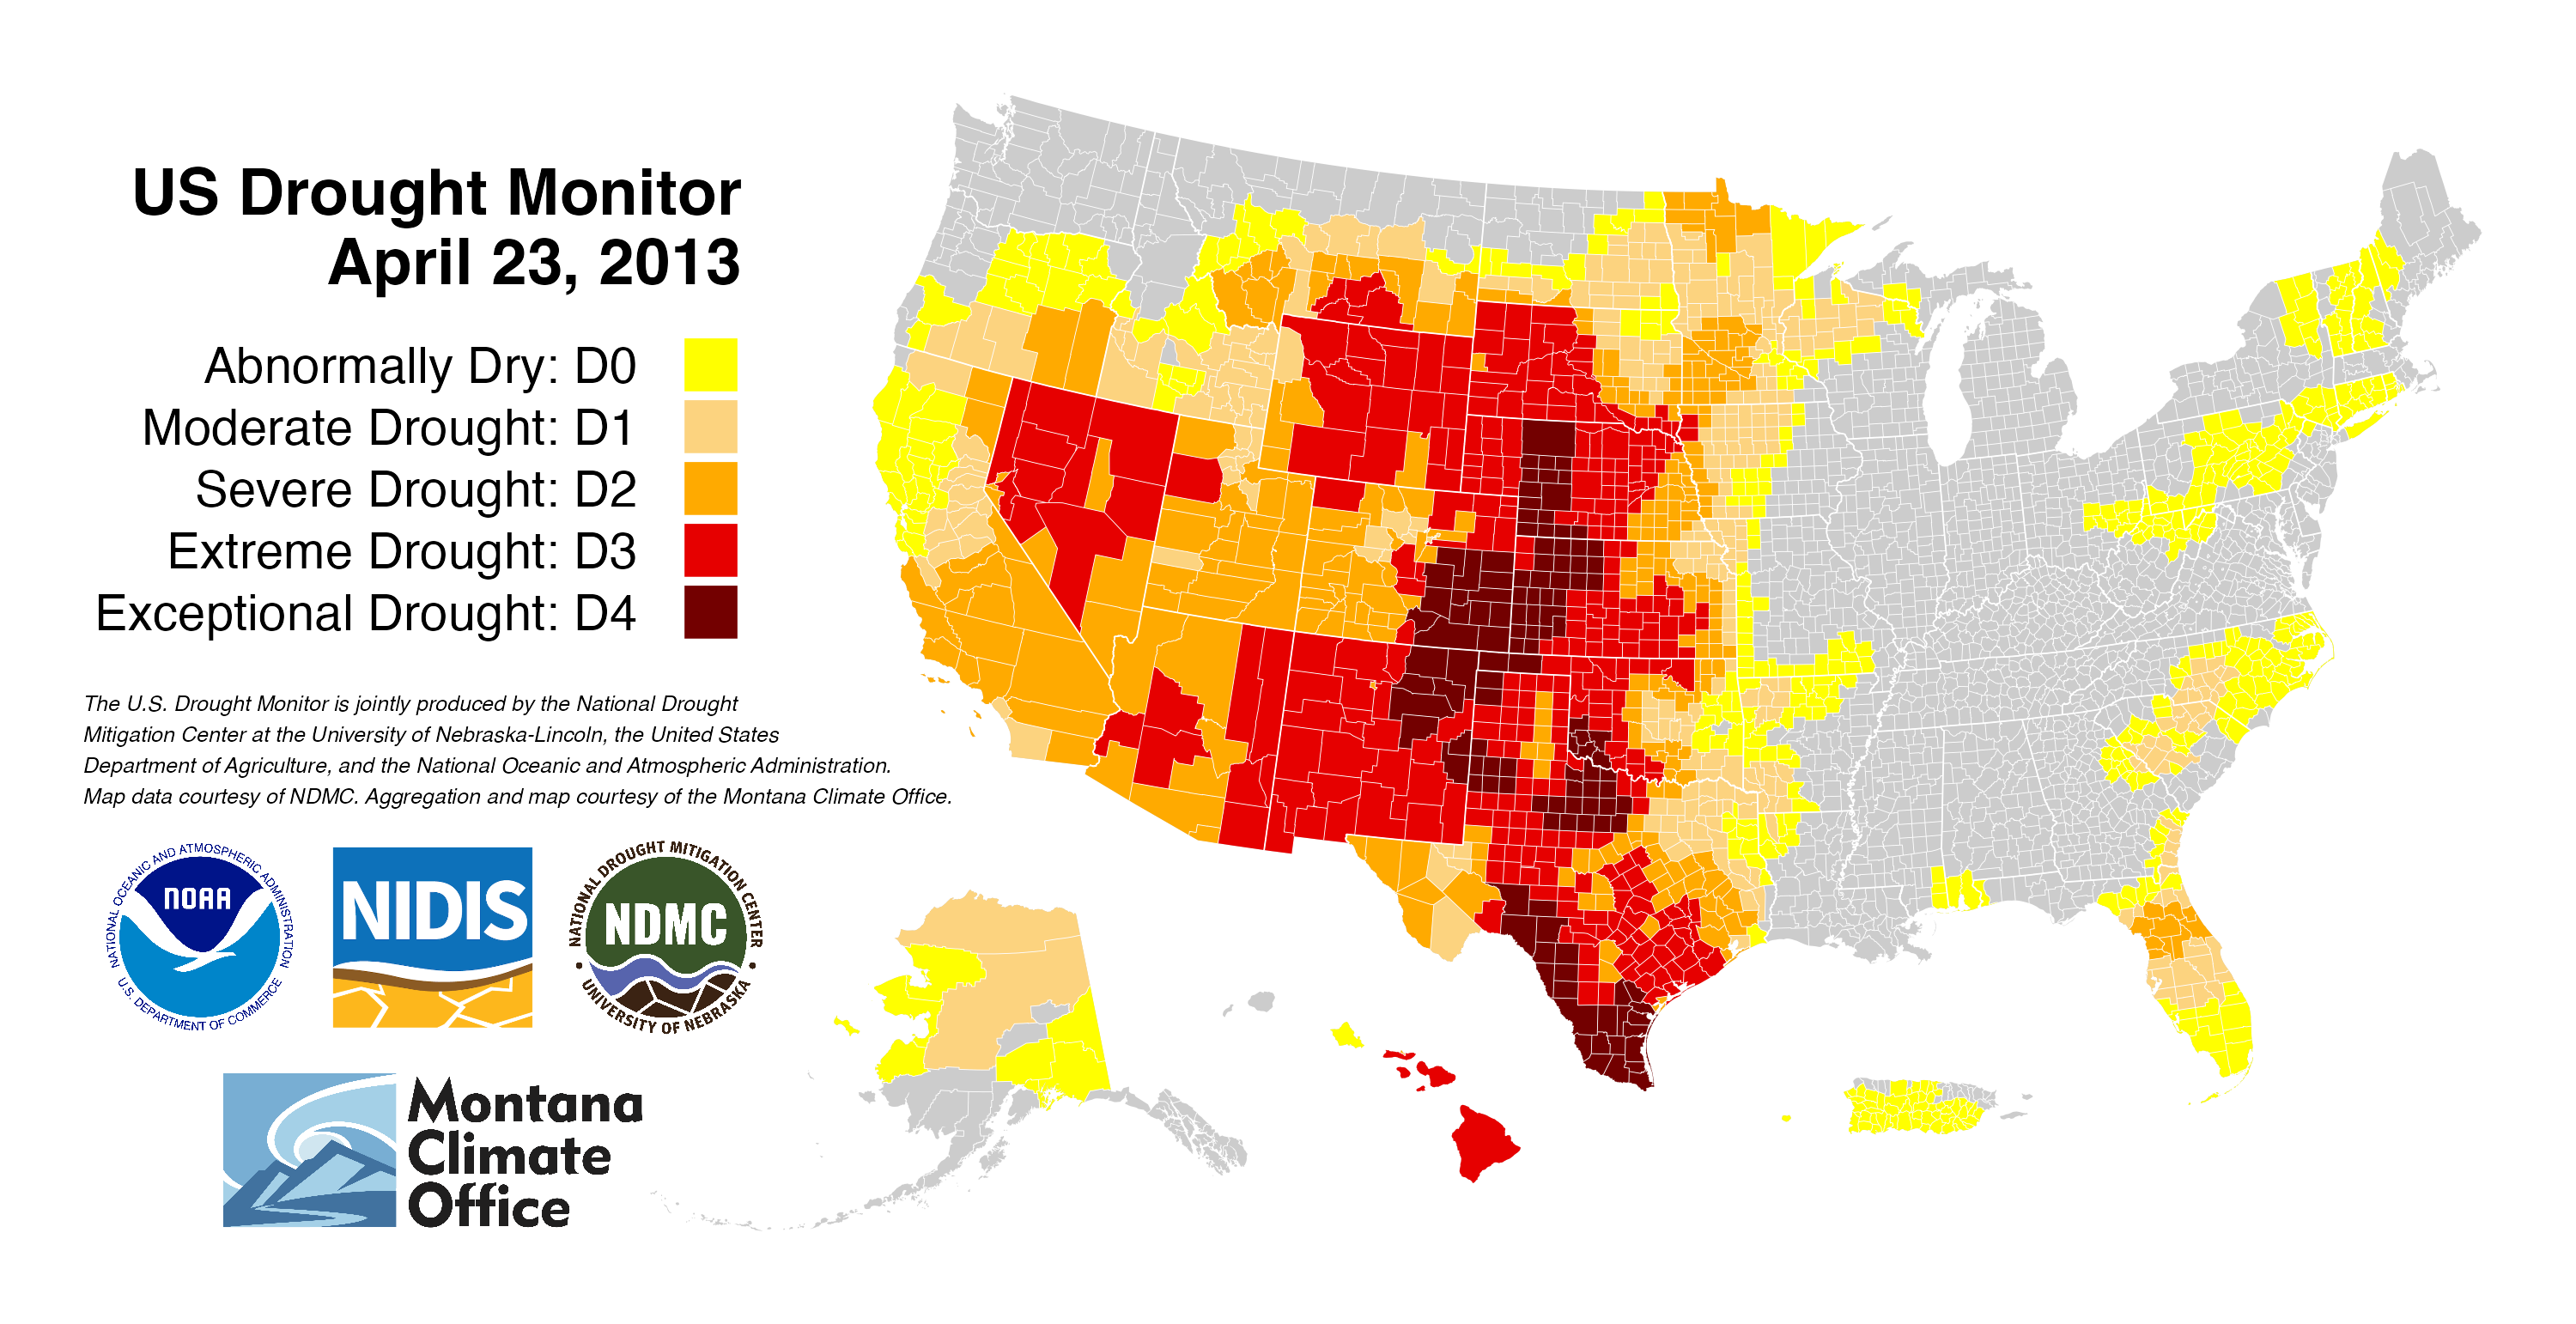 US Drought Monitor
April 23, 2013
Abnormally Dry: D0
Moderate Drought: D1
Severe Drought: D2
Extreme Drought: D3
Exceptional Drought: D4
The U.S. Drought Monitor is jointly produced by the National Drought
Mitigation Center at the University of Nebraska-Lincoln, the United States
Department of Agriculture, and the National Oceanic and Atmospheric Administration.
Map data courtesy of NDMC. Aggregation and map courtesy of the Montana Climate Office.
NATIONAL OCEANIC AND ATMOSPHERIC ADMINISTRATION
NOAA
U.S. DEPARTMENT OF COMMERCE
NIDIS
NATIONAL DROUGHT MITIGATION CENTER
NDMC
UNIVERSITY OF NEBRASKA
Montana
Climate
Office